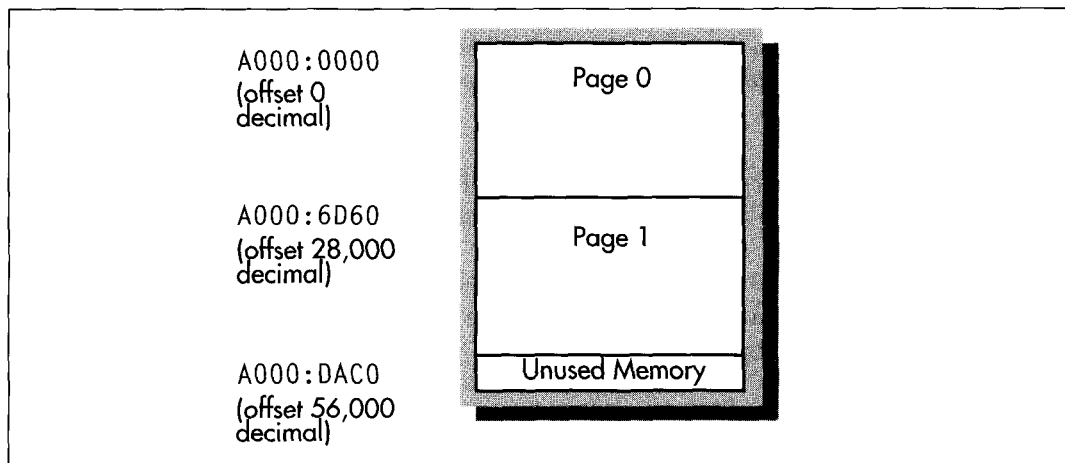 A000:0000
(offset 0
decimal)
Page 0
A000:6D60
(offset 28,000
decimal)
Page 1
A000:DAC0
(offset 56,000
decimal)
Unused Memory